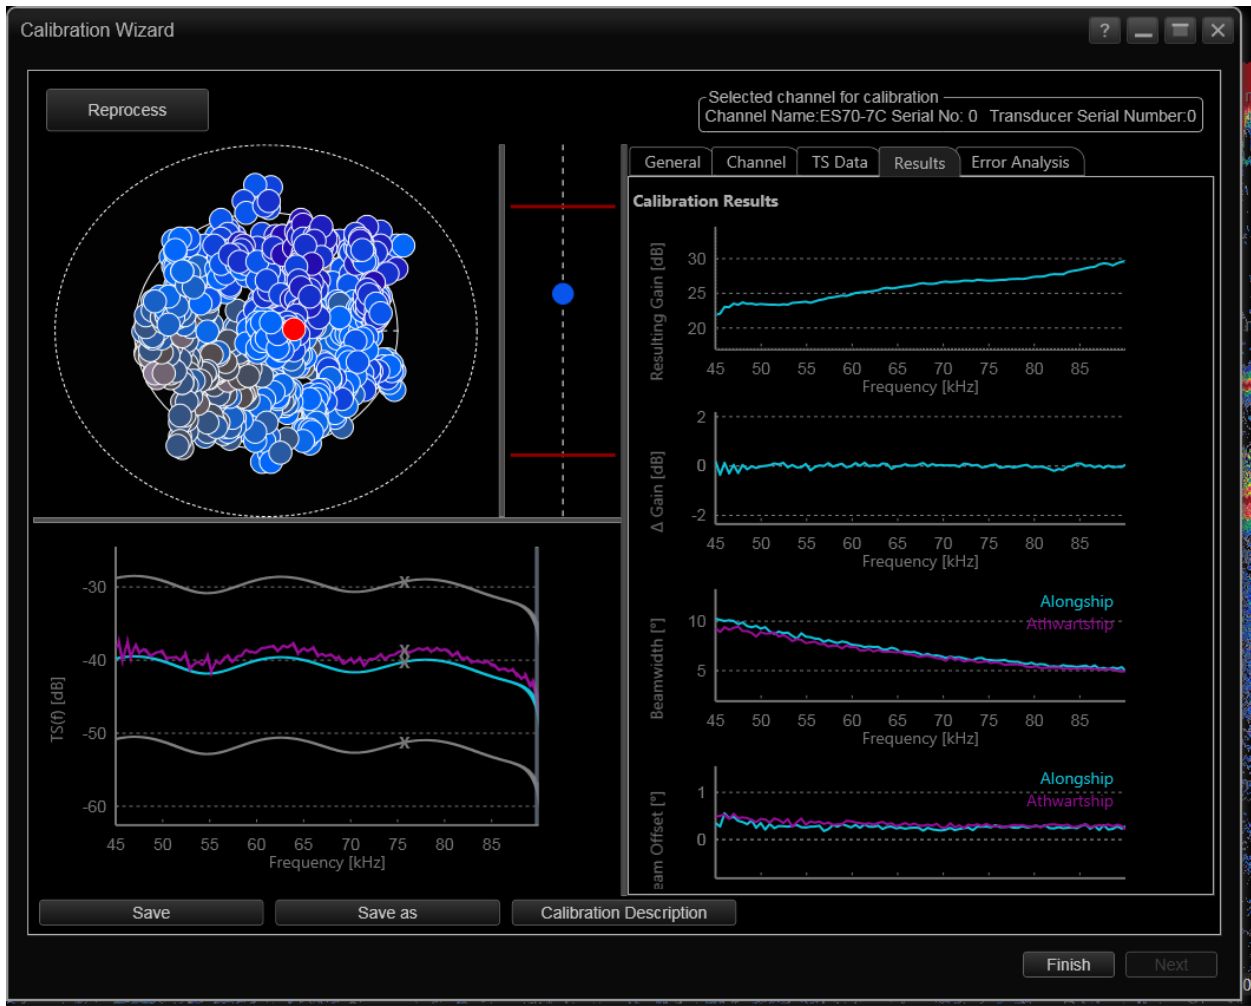 Calibration Wizard
?
Reprocess
Selected channel for calibration
Channel Name:ES70-7C Serial No: 0 Transducer Serial Number:0
General Channel TS Data Results Error Analysis
Calibration Results
Resulting Gain [dB]
30
25
20
45 50 55 60 65 70 75 80 85
Frequency [kHz]
Δ Gain [dB]
2
0
-2
45 50 55 60 65 70 75 80 85
Frequency [kHz]
Beamwidth [°]
10
5
Alongship
Athwartship
45 50 55 60 65 70 75 80 85
Frequency [kHz]
eam Offset [°]
1
0
Alongship
Athwartship
TS(f) [dB]
-30
-40
-50
-60
45 50 55 60 65 70 75 80 85
Frequency [kHz]
Save Save as Calibration Description
Finish Next